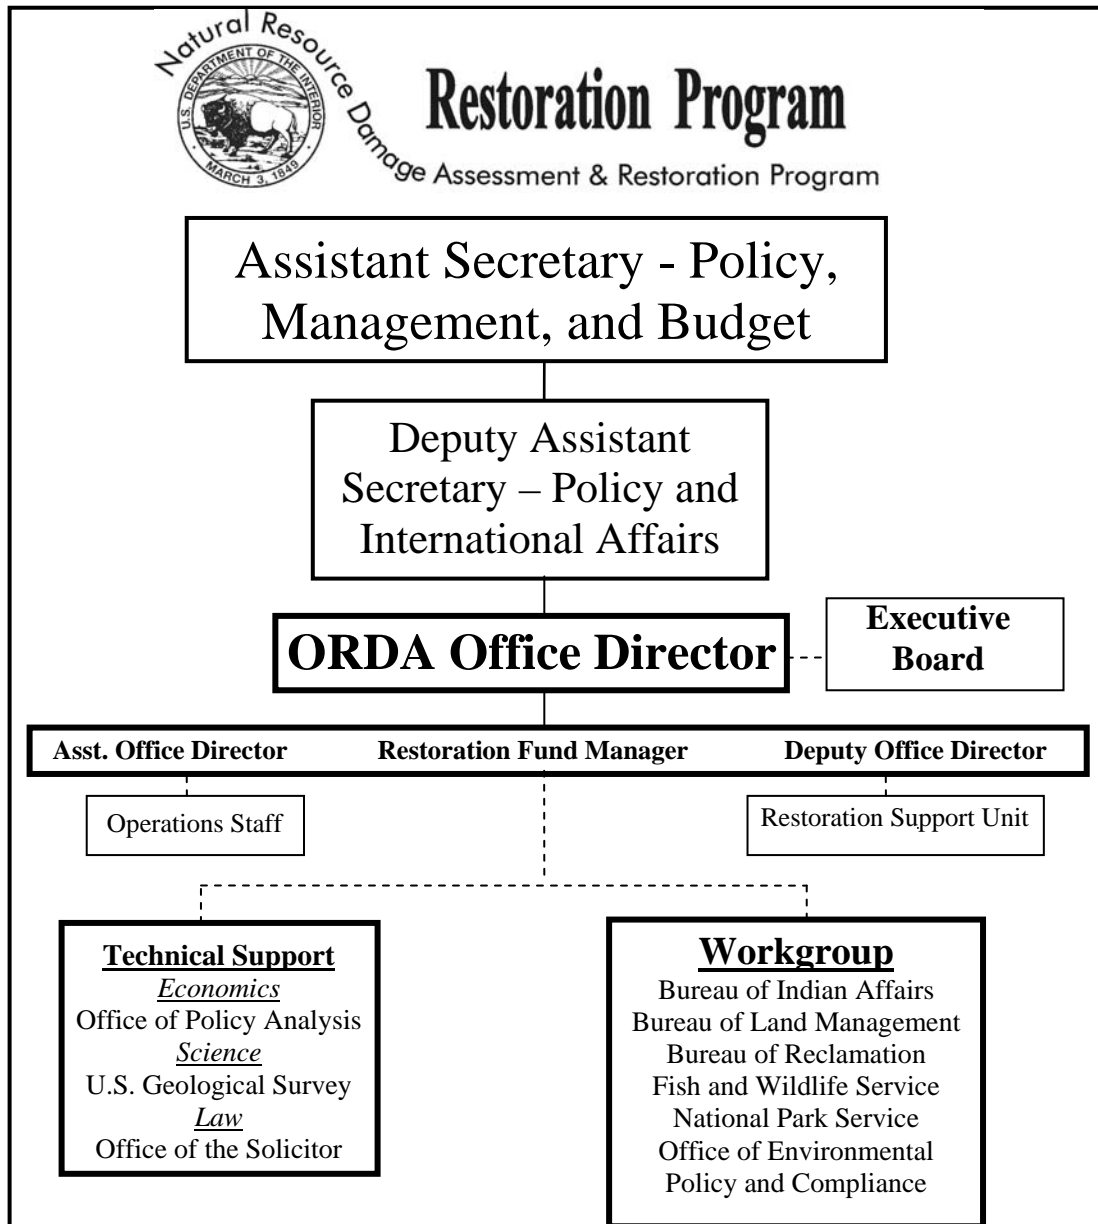 Natural Resource Damage Assessment & Restoration Program
U.S. DEPARTMENT OF THE INTERIOR
MARCH 3, 1849
Restoration Program
Assistant Secretary - Policy,
Management, and Budget
Deputy Assistant
Secretary – Policy and
International Affairs
ORDA Office Director
Executive
Board
Asst. Office Director
Restoration Fund Manager
Deputy Office Director
Operations Staff
Restoration Support Unit
Technical Support
Economics
Office of Policy Analysis
Science
U.S. Geological Survey
Law
Office of the Solicitor
Workgroup
Bureau of Indian Affairs
Bureau of Land Management
Bureau of Reclamation
Fish and Wildlife Service
National Park Service
Office of Environmental
Policy and Compliance